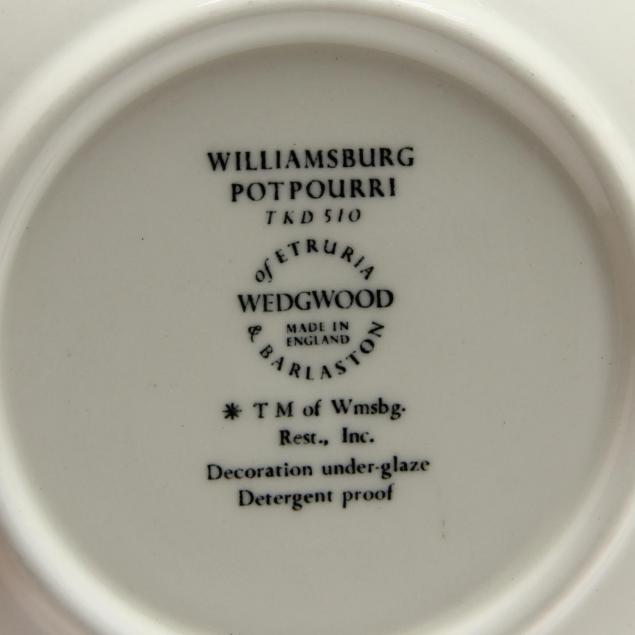 WILLIAMSBURG
POTPOURRI
TKD 510
of ETRURIA
WEDGWOOD
MADE IN
ENGLAND
& BARLASTON
* TM of Wmsbg.
Rest., Inc.
Decoration under-glaze
Detergent proof